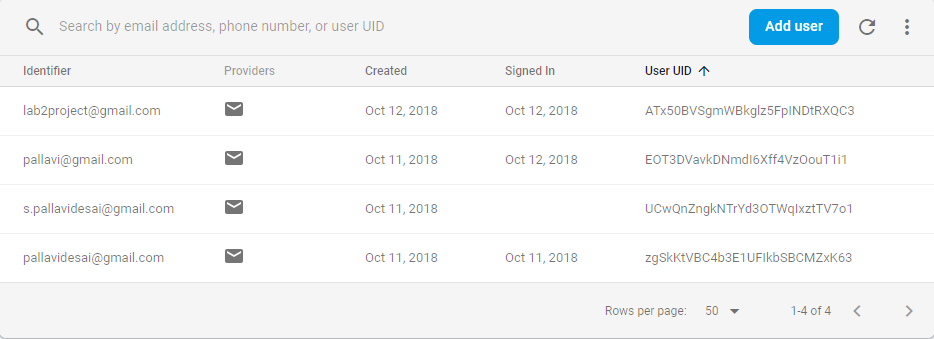 Search by email address, phone number, or user UID Add user
Identifier Providers Created Signed In User UID
lab2project@gmail.com Oct 12, 2018 Oct 12, 2018 ATx50BVSgmWBkglz5FpINDtRXQC3
pallavi@gmail.com Oct 11, 2018 Oct 12, 2018 EOT3DVavkDNmdI6Xff4VzOouT1i1
s.pallavidesai@gmail.com Oct 11, 2018 UCwQnZngkNTrYd3OTWqIxztTV7o1
pallavidesai@gmail.com Oct 11, 2018 Oct 11, 2018 zgSkKtVBC4b3E1UFIkbSBCMZxK63
Rows per page: 50 1-4 of 4